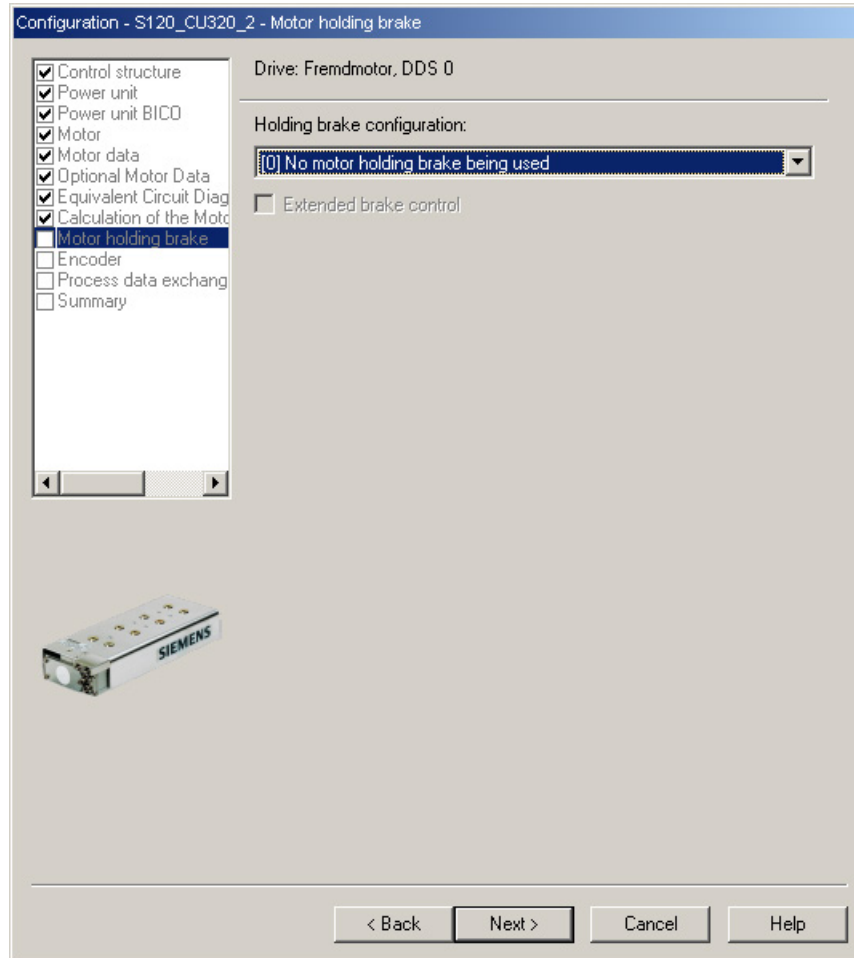 Configuration - S120_CU320_2 - Motor holding brake
Control structure
Power unit
Power unit BICO
Motor
Motor data
Optional Motor Data
Equivalent Circuit Diag
Calculation of the Moto
Motor holding brake
Encoder
Process data exchang
Summary
Drive: Fremdmotor, DDS 0
Holding brake configuration:
[0] No motor holding brake being used
Extended brake control
SIEMENS
< Back
Next >
Cancel
Help